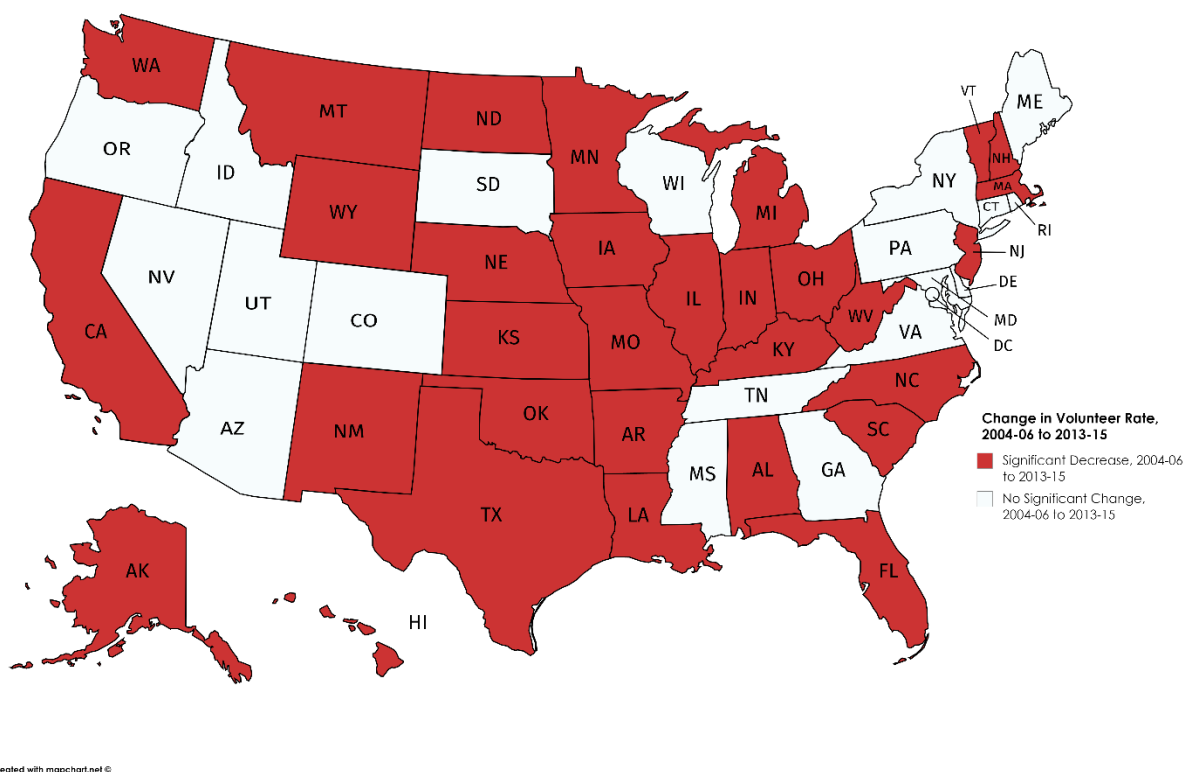 WA
MT
ND
MN
VT
ME
OR
ID
SD
WI
NH
NY
MA
WY
MI
CT
RI
IA
NE
PA
NJ
NV
OH
UT
IL
IN
DE
CO
WV
MD
CA
KS
MO
VA
DC
KY
NC
TN
OK
AZ
NM
AR
SC
MS
AL
GA
TX
LA
AK
FL
HI
Change in Volunteer Rate,
2004-06 to 2013-15
Significant Decrease, 2004-06
to 2013-15
No Significant Change,
2004-06 to 2013-15
eated with mapchart.net ©